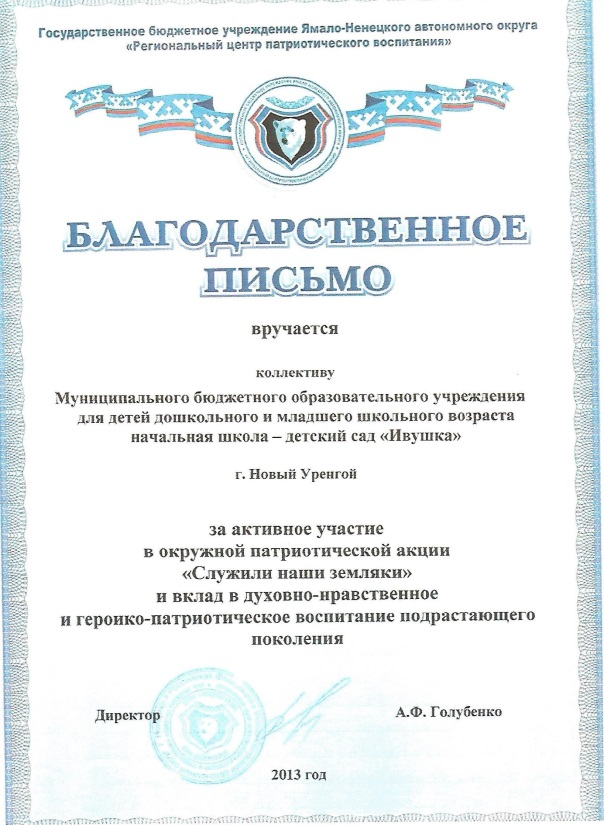 Государственное бюджетное учреждение Ямало-Ненецкого автономного округа
«Региональный центр патриотического воспитания»
БЛАГОДАРСТВЕННОЕ
ПИСЬМО
вручается
коллективу
Муниципального бюджетного образовательного учреждения
для детей дошкольного и младшего школьного возраста
начальная школа – детский сад «Ивушка»
г. Новый Уренгой
за активное участие
в окружной патриотической акции
«Служили наши земляки»
и вклад в духовно-нравственное
и героико-патриотическое воспитание подрастающего
поколения
Директор
А.Ф. Голубенко
2013 год